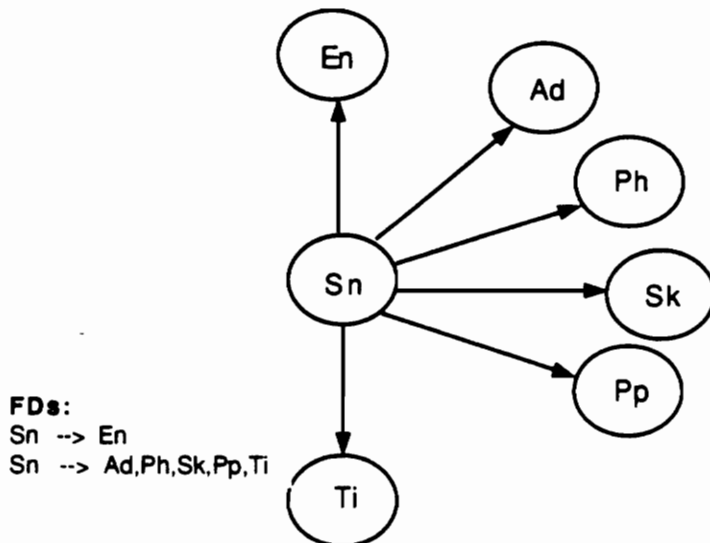 En
Ad
Ph
Sn
Sk
Pp
FDs:
Sn --> En
Sn --> Ad,Ph,Sk,Pp,Ti
Ti